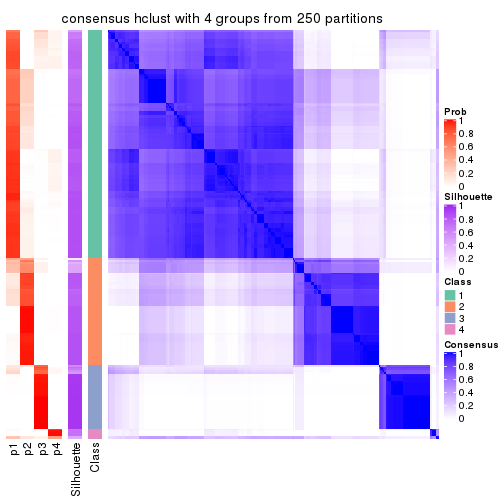 consensus hclust with 4 groups from 250 partitions
Prob
1
0.8
0.6
0.4
0.2
0
Silhouette
1
0.8
0.6
0.4
0.2
0
Class
1
2
3
4
Consensus
1
0.8
0.6
0.4
0.2
0
p1
p2
p3
p4
Silhouette
Class